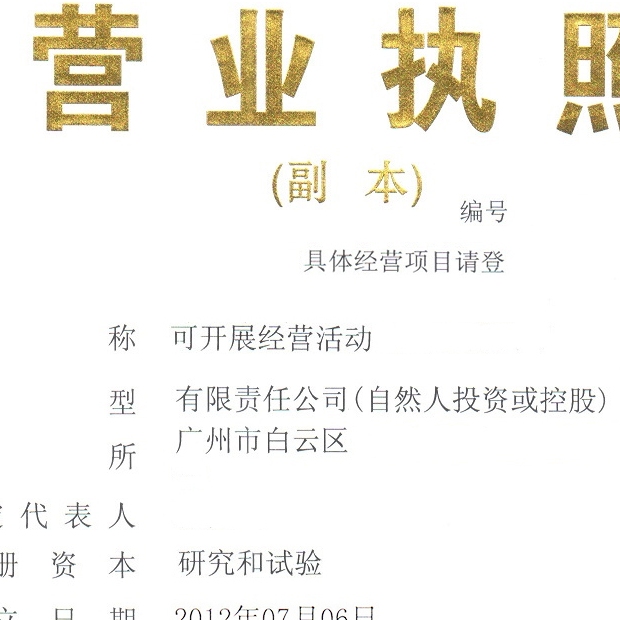 营业执照
(副 本)
编号
具体经营项目请登
称 可开展经营活动
型 有限责任公司(自然人投资或控股)
所 广州市白云区
定代表人
册资本 研究和试验
立日期 2012年07月06日